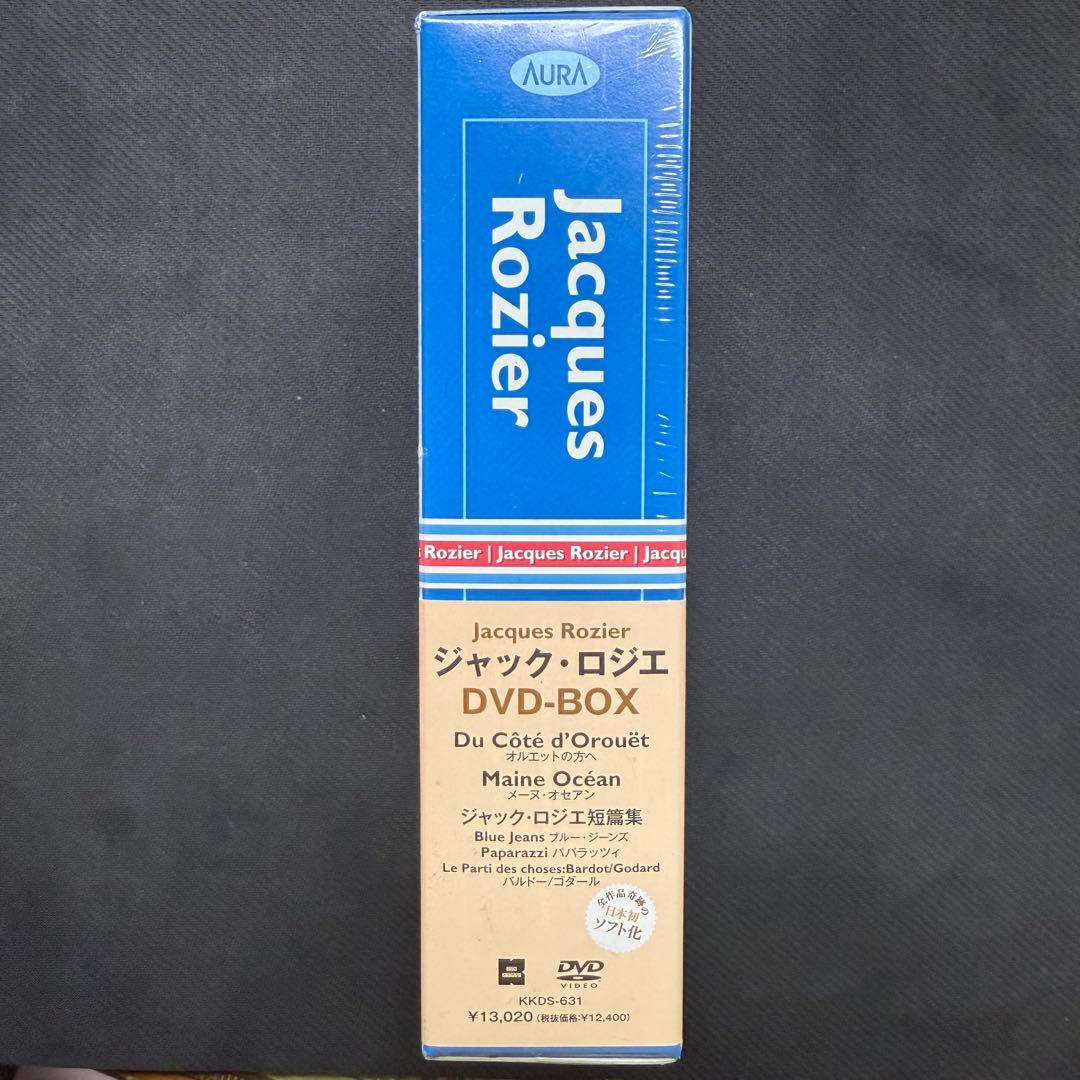 AURA
Jacques
Rozier
s Rozier | Jacques Rozier | Jacqu
Jacques Rozier
ジャック・ロジエ
DVD-BOX
Du Côté d'Orouët
オルエットの方へ
Maine Océan
メーヌ・オセアン
ジャック・ロジエ短篇集
Blue Jeans ブルー・ジーンズ
Paparazzi パパラッツィ
Le Parti des choses:Bardot/Godard
バルドー/ゴダール
全作品奇跡の
日本初
ソフト化
DVD
VIDEO
KKDS-631
¥13,020 (税抜価格:¥12,400)